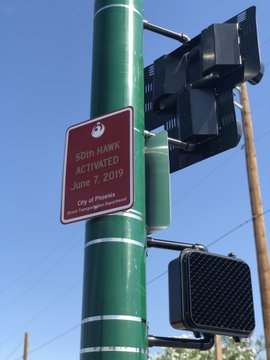 50th HAWK
ACTIVATED
June 7, 2019
City of Phoenix
Street Transportation Department